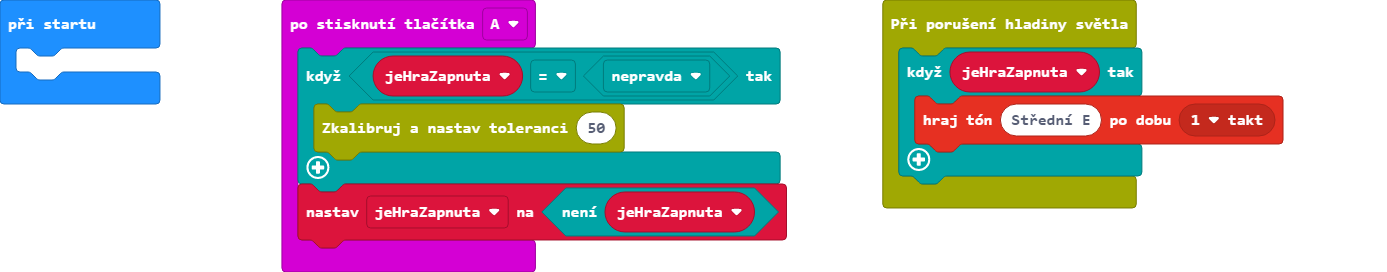 při startu
po stisknutí tlačítka A
když jeHraZapnuta = nepravda tak
Zkalibruj a nastav toleranci 50
nastav jeHraZapnuta na není jeHraZapnuta
Při porušení hladiny světla
když jeHraZapnuta tak
hraj tón Střední E po dobu 1 takt